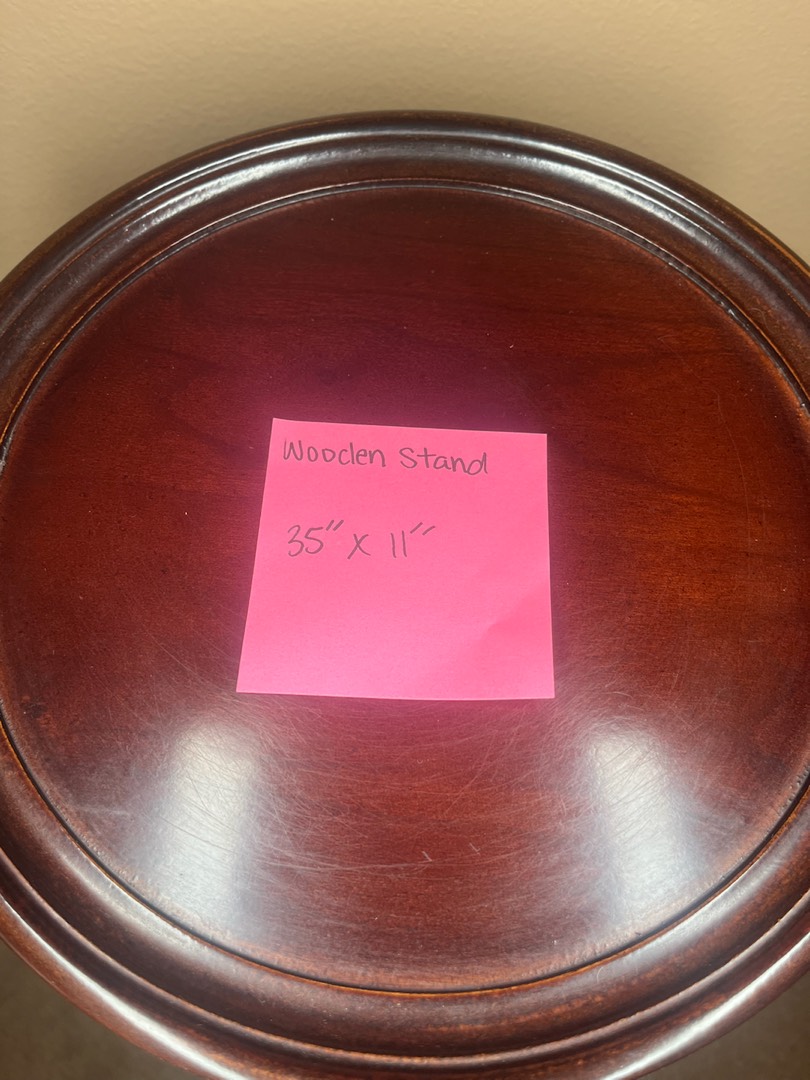 Wooden Stand
35" x 11"